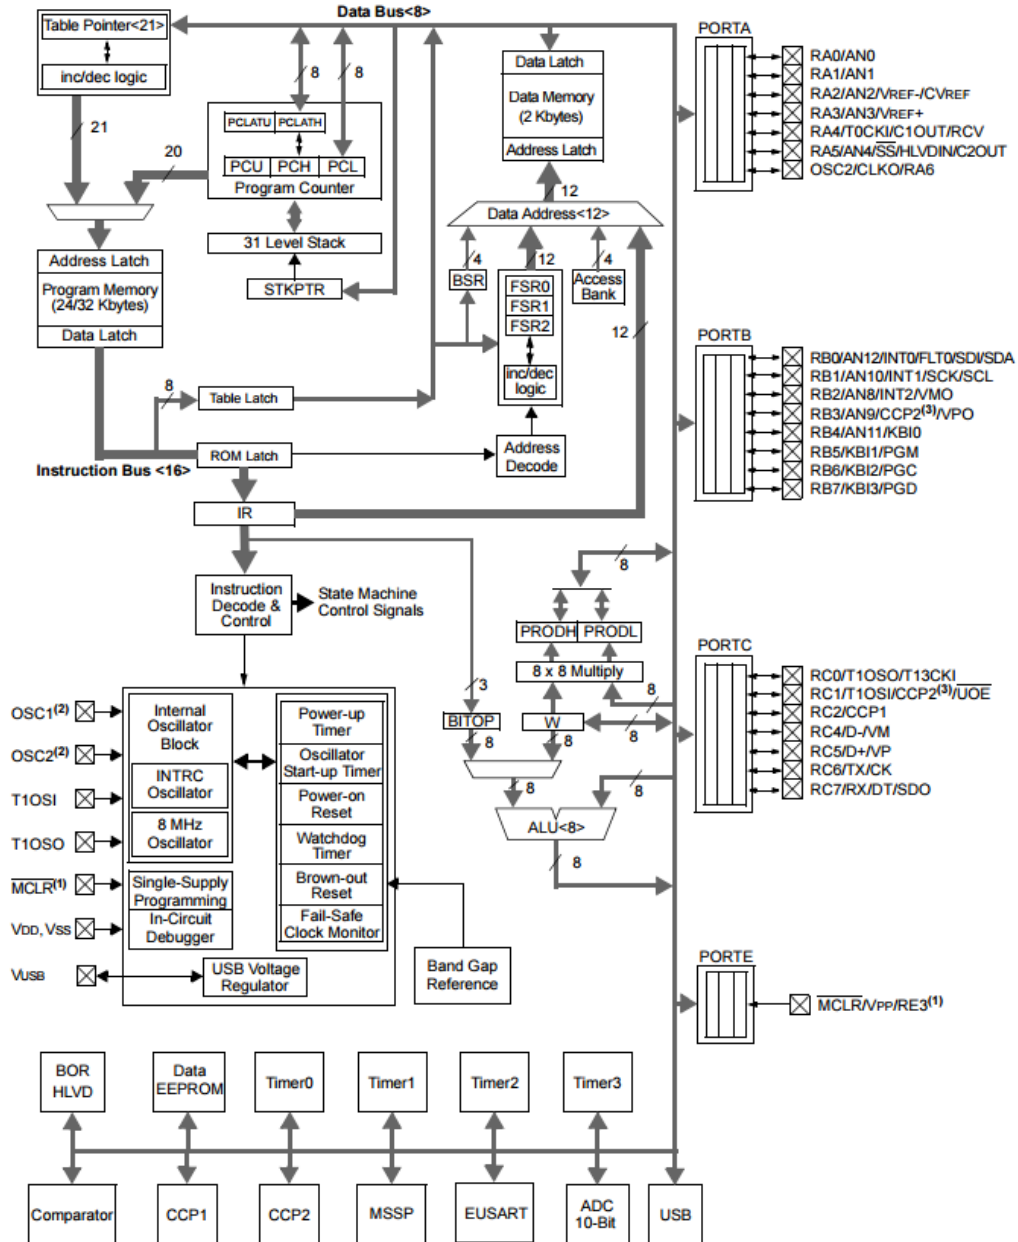 Data Bus<8>
Table Pointer<21>
inc/dec logic
21
20
8
8
PCLATU PCLATH
PCU PCH PCL
Program Counter
31 Level Stack
STKPTR
Data Latch
Data Memory
(2 Kbytes)
Address Latch
12
Data Address<12>
4
12
4
BSR
FSR0
FSR1
FSR2
inc/dec
logic
Access
Bank
12
Address Latch
Program Memory
(24/32 Kbytes)
Data Latch
8
Table Latch
Instruction Bus <16>
ROM Latch
Address
Decode
IR
Instruction
Decode &
Control
State Machine
Control Signals
8
PRODH PRODL
8 x 8 Multiply
8
3
BITOP
W
8
8
8
8
8
ALU<8>
8
OSC1(2)
OSC2(2)
T1OSI
T1OSO
MCLR(1)
VDD, VSS
VUSB
Internal
Oscillator
Block
INTRC
Oscillator
8 MHz
Oscillator
Single-Supply
Programming
In-Circuit
Debugger
USB Voltage
Regulator
Power-up
Timer
Oscillator
Start-up Timer
Power-on
Reset
Watchdog
Timer
Brown-out
Reset
Fail-Safe
Clock Monitor
Band Gap
Reference
PORTA
RA0/AN0
RA1/AN1
RA2/AN2/VREF-/CVREF
RA3/AN3/VREF+
RA4/T0CKI/C1OUT/RCV
RA5/AN4/SS/HLVDIN/C2OUT
OSC2/CLKO/RA6
PORTB
RB0/AN12/INT0/FLT0/SDI/SDA
RB1/AN10/INT1/SCK/SCL
RB2/AN8/INT2/VMO
RB3/AN9/CCP2(3)/VPO
RB4/AN11/KBI0
RB5/KBI1/PGM
RB6/KBI2/PGC
RB7/KBI3/PGD
PORTC
RC0/T1OSO/T13CKI
RC1/T1OSI/CCP2(3)/UOE
RC2/CCP1
RC4/D-/VM
RC5/D+/VP
RC6/TX/CK
RC7/RX/DT/SDO
PORTE
MCLR/VPP/RE3(1)
BOR
HLVD
Data
EEPROM
Timer0
Timer1
Timer2
Timer3
Comparator
CCP1
CCP2
MSSP
EUSART
ADC
10-Bit
USB